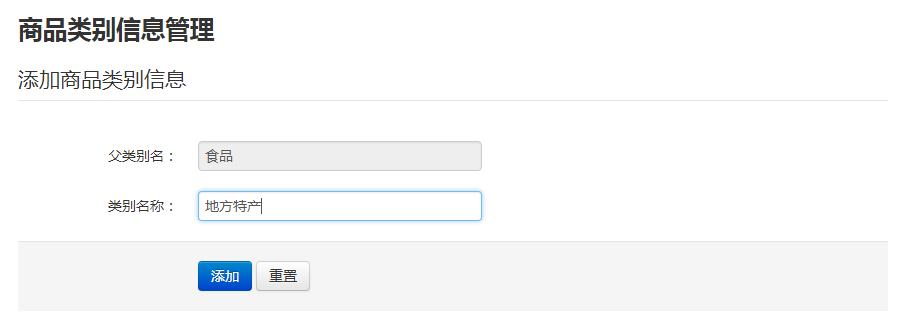 商品类别信息管理
添加商品类别信息
父类别名： 食品
类别名称： 地方特产
添加 重置